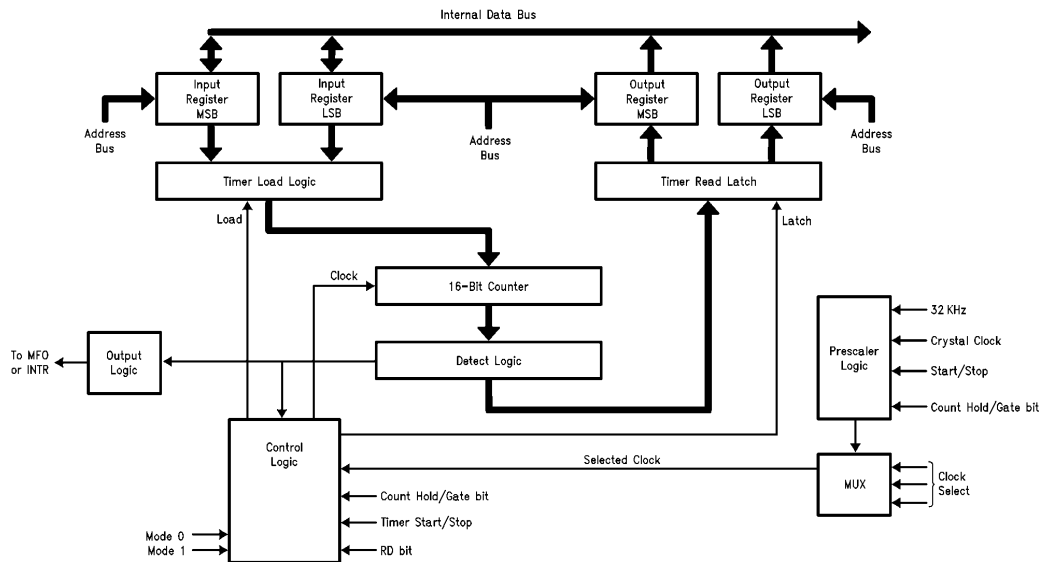 Internal Data Bus
Input
Register
MSB
Input
Register
LSB
Output
Register
MSB
Output
Register
LSB
Address
Bus
Address
Bus
Address
Bus
Timer Load Logic
Timer Read Latch
Load
Latch
Clock
16-Bit Counter
Detect Logic
To MFO
or INTR
Output
Logic
Prescaler
Logic
32 KHz
Crystal Clock
Start/Stop
Count Hold/Gate bit
Control
Logic
Selected Clock
MUX
Clock
Select
Count Hold/Gate bit
Timer Start/Stop
RD bit
Mode 0
Mode 1